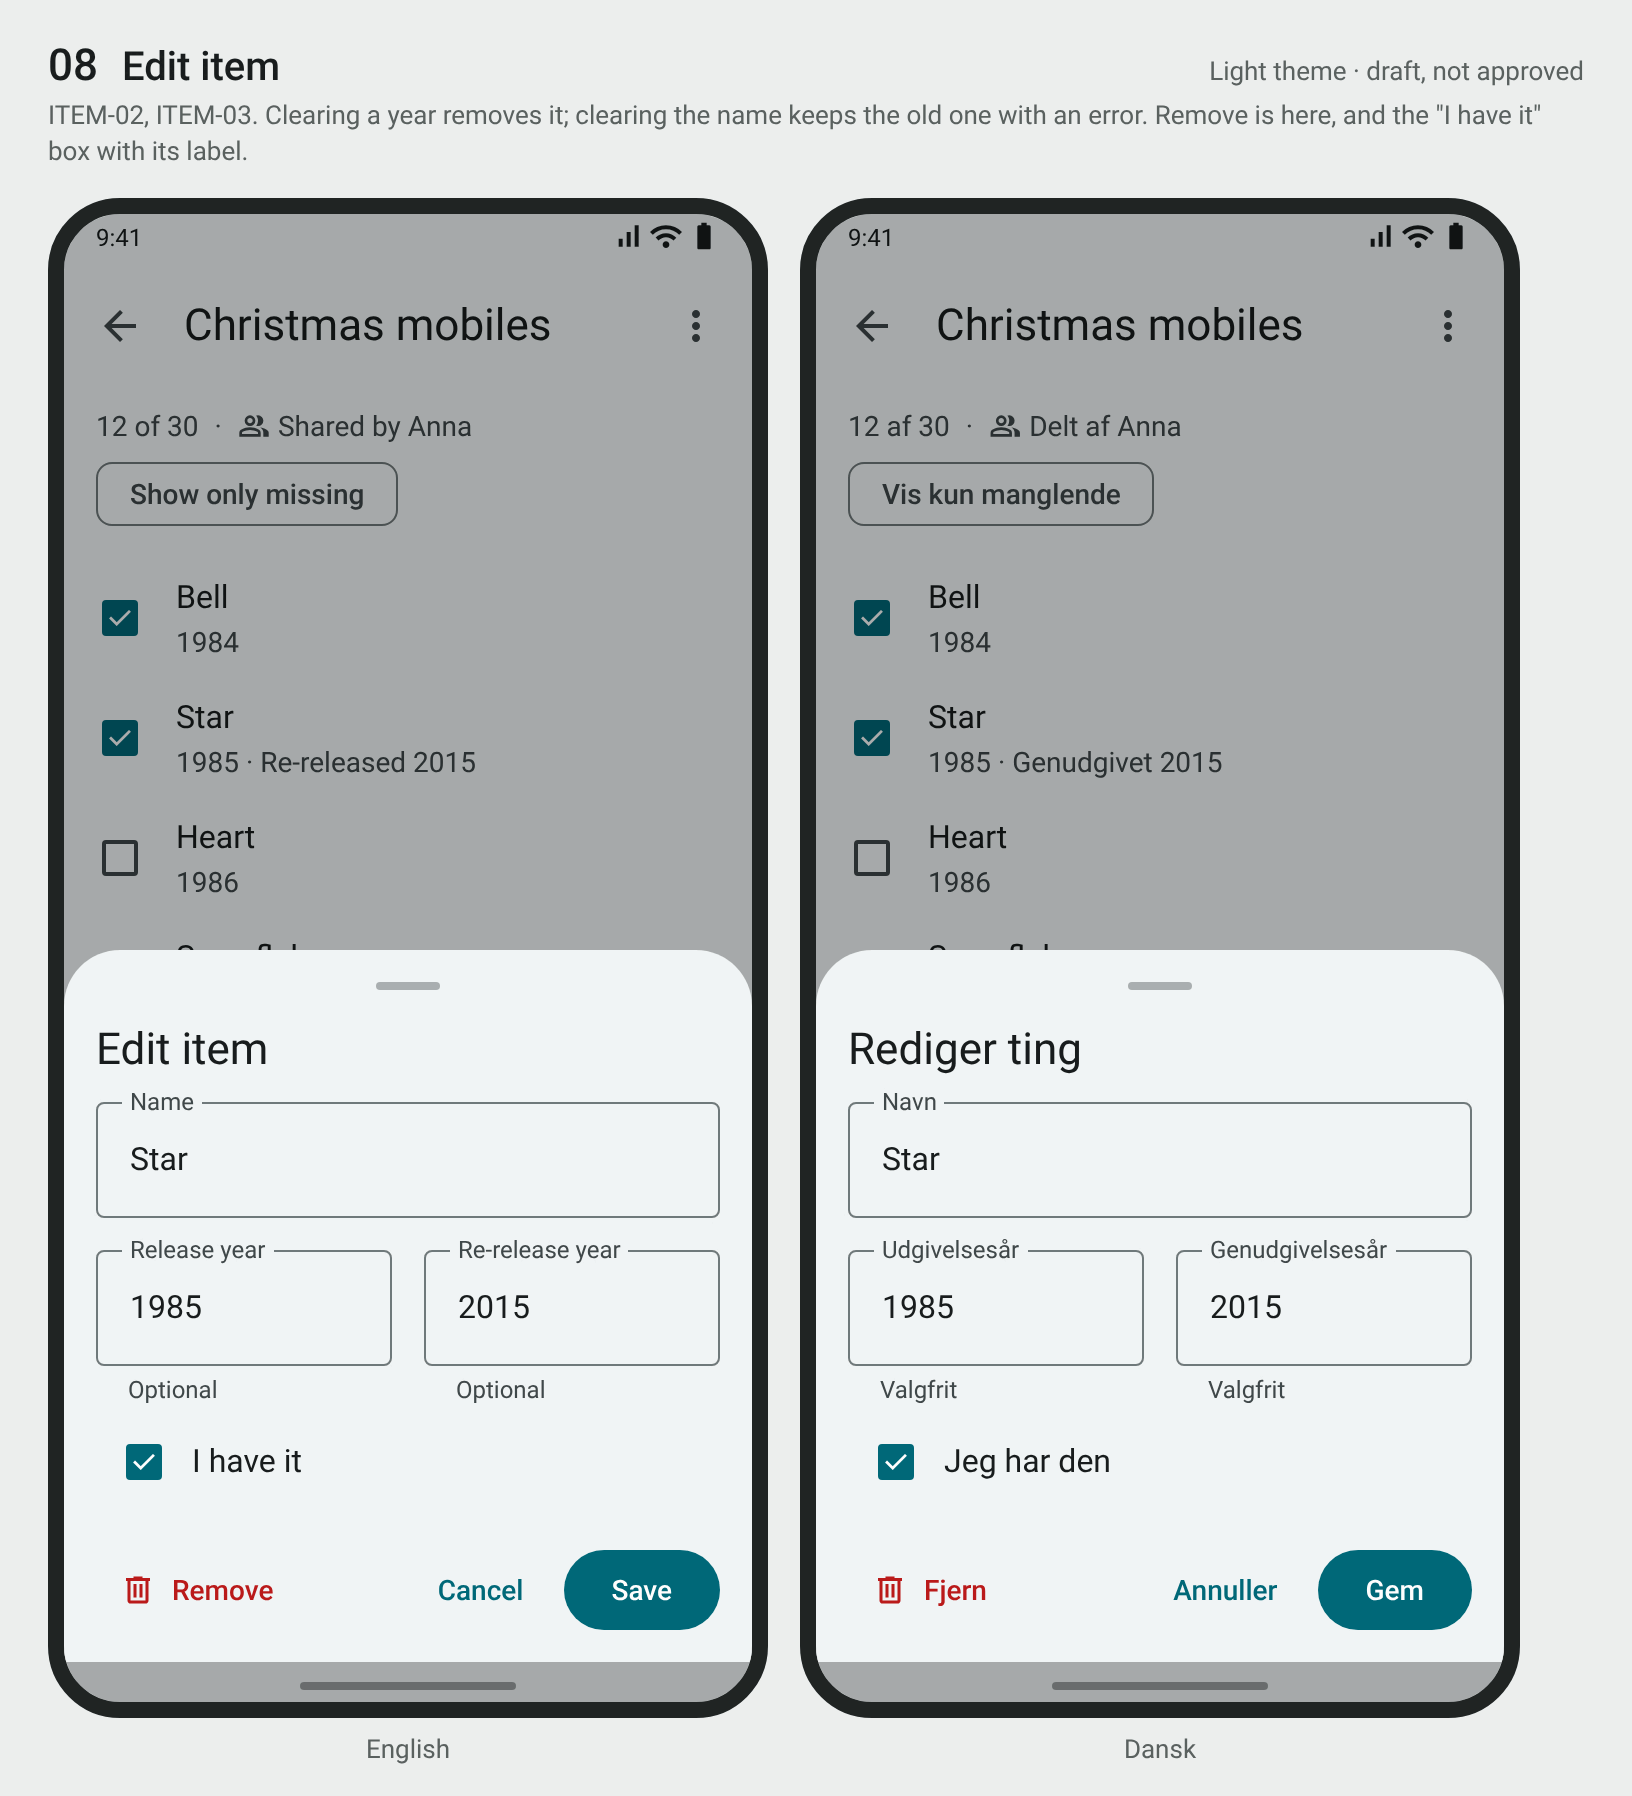 08 Edit item
Light theme · draft, not approved
ITEM-02, ITEM-03. Clearing a year removes it; clearing the name keeps the old one with an error. Remove is here, and the "I have it"
box with its label.
9:41
Christmas mobiles
12 of 30 · Shared by Anna
Show only missing
Bell
1984
Star
1985 · Re-released 2015
Heart
1986
Edit item
Name
Star
Release year
Re-release year
1985
2015
Optional
Optional
I have it
Remove
Cancel
Save
English
9:41
Christmas mobiles
12 af 30 · Delt af Anna
Vis kun manglende
Bell
1984
Star
1985 · Genudgivet 2015
Heart
1986
Rediger ting
Navn
Star
Udgivelsesår
Genudgivelsesår
1985
2015
Valgfrit
Valgfrit
Jeg har den
Fjern
Annuller
Gem
Dansk